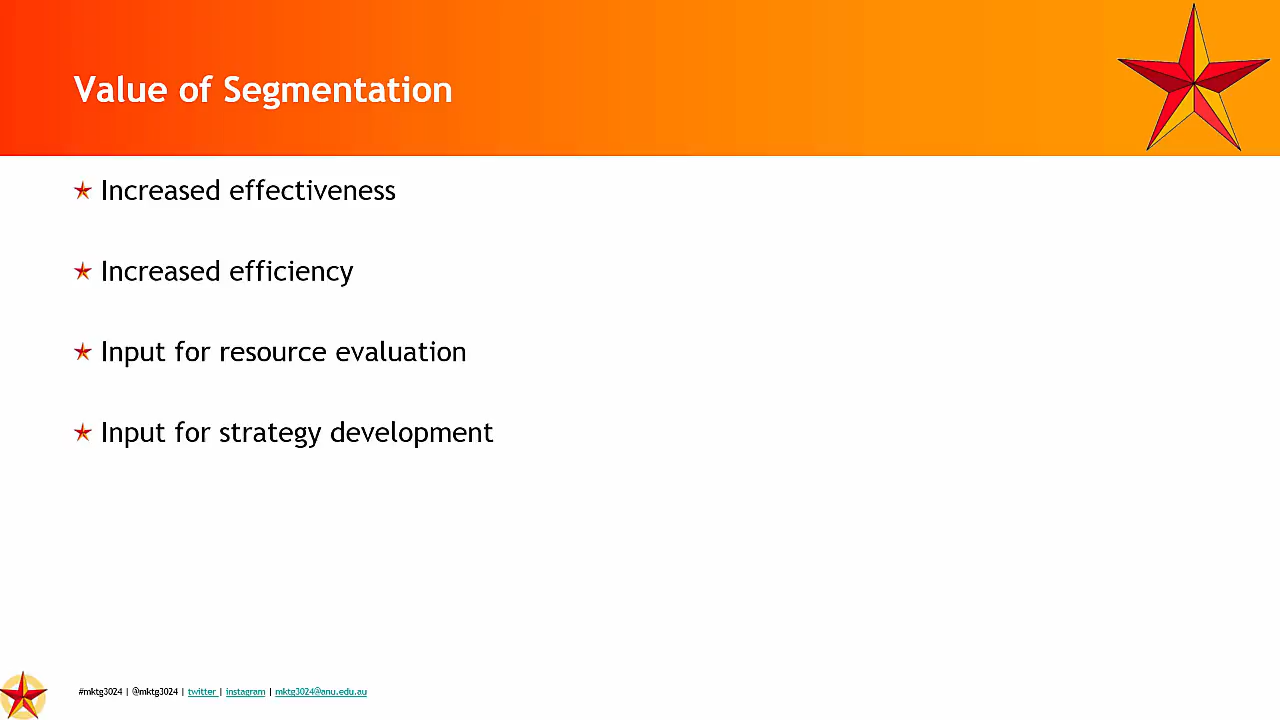 Value of Segmentation
Increased effectiveness
Increased efficiency
Input for resource evaluation
Input for strategy development
#mktg3024 | @mktg3024 | twitter | instagram | mktg3024@anu.edu.au